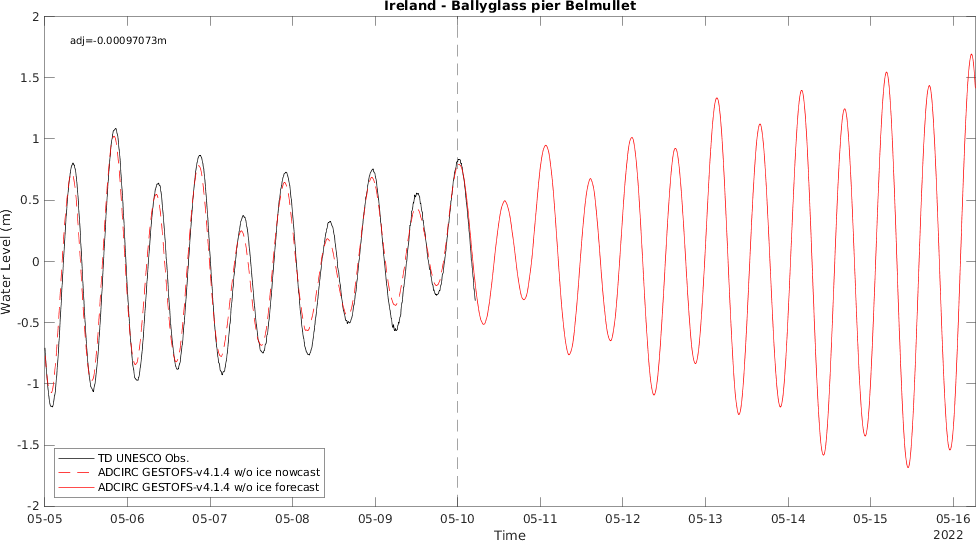 Ireland - Ballyglass pier Belmullet
adj=-0.00097073m
2
1.5
1
0.5
0
-0.5
-1
-1.5
-2
Water Level (m)
TD UNESCO Obs.
ADCIRC GESTOFS-v4.1.4 w/o ice nowcast
ADCIRC GESTOFS-v4.1.4 w/o ice forecast
05-05 05-06 05-07 05-08 05-09 05-10 05-11 05-12 05-13 05-14 05-15 05-16
Time
2022